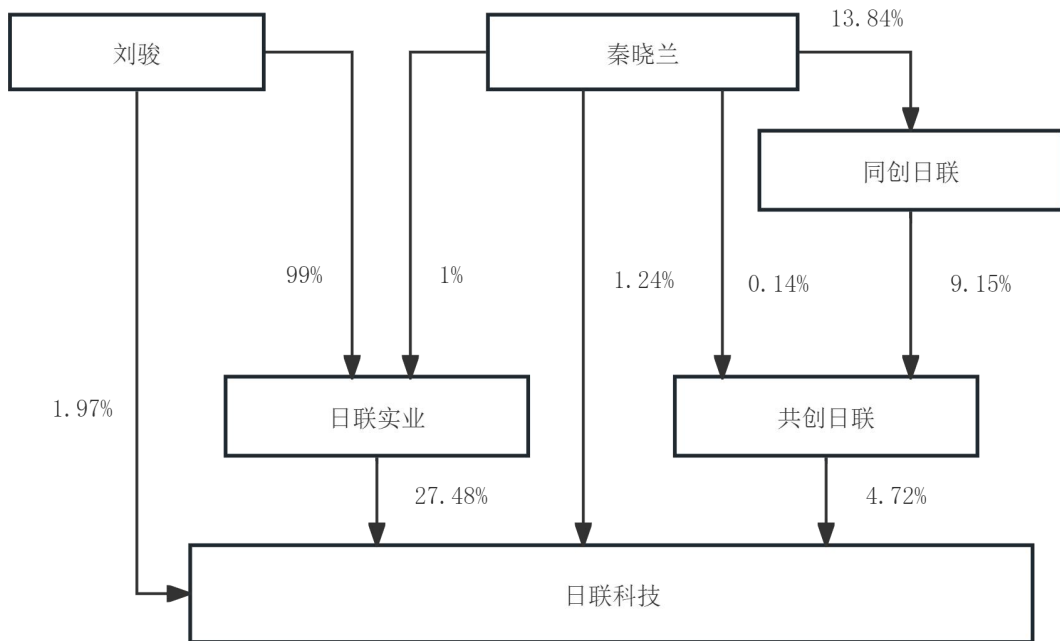 13.84%
刘骏
秦晓兰
同创日联
99%
1%
1.24%
0.14%
9.15%
1.97%
日联实业
共创日联
27.48%
4.72%
日联科技